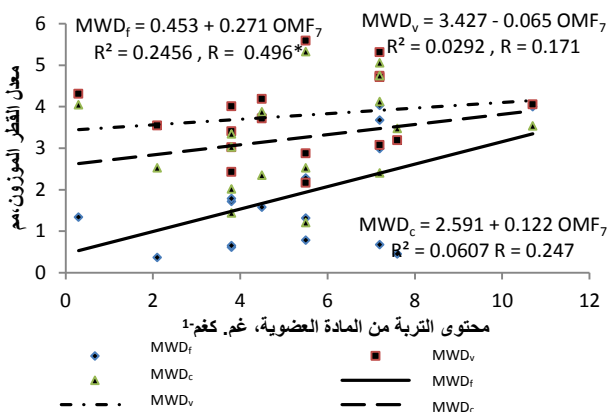 MWDf = 0.453 + 0.271 OMF7
R² = 0.2456 , R = 0.496*
MWDv = 3.427 - 0.065 OMF7
R² = 0.0292 , R = 0.171
MWDc = 2.591 + 0.122 OMF7
R² = 0.0607 R = 0.247
معدل القطر الموزون،مم
6
5
4
3
2
1
0
0 2 4 6 8 10 12
محتوى التربة من المادة العضوية، غم. كغم-1
MWDf MWDv
MWDc MWDf
MWDv MWDc